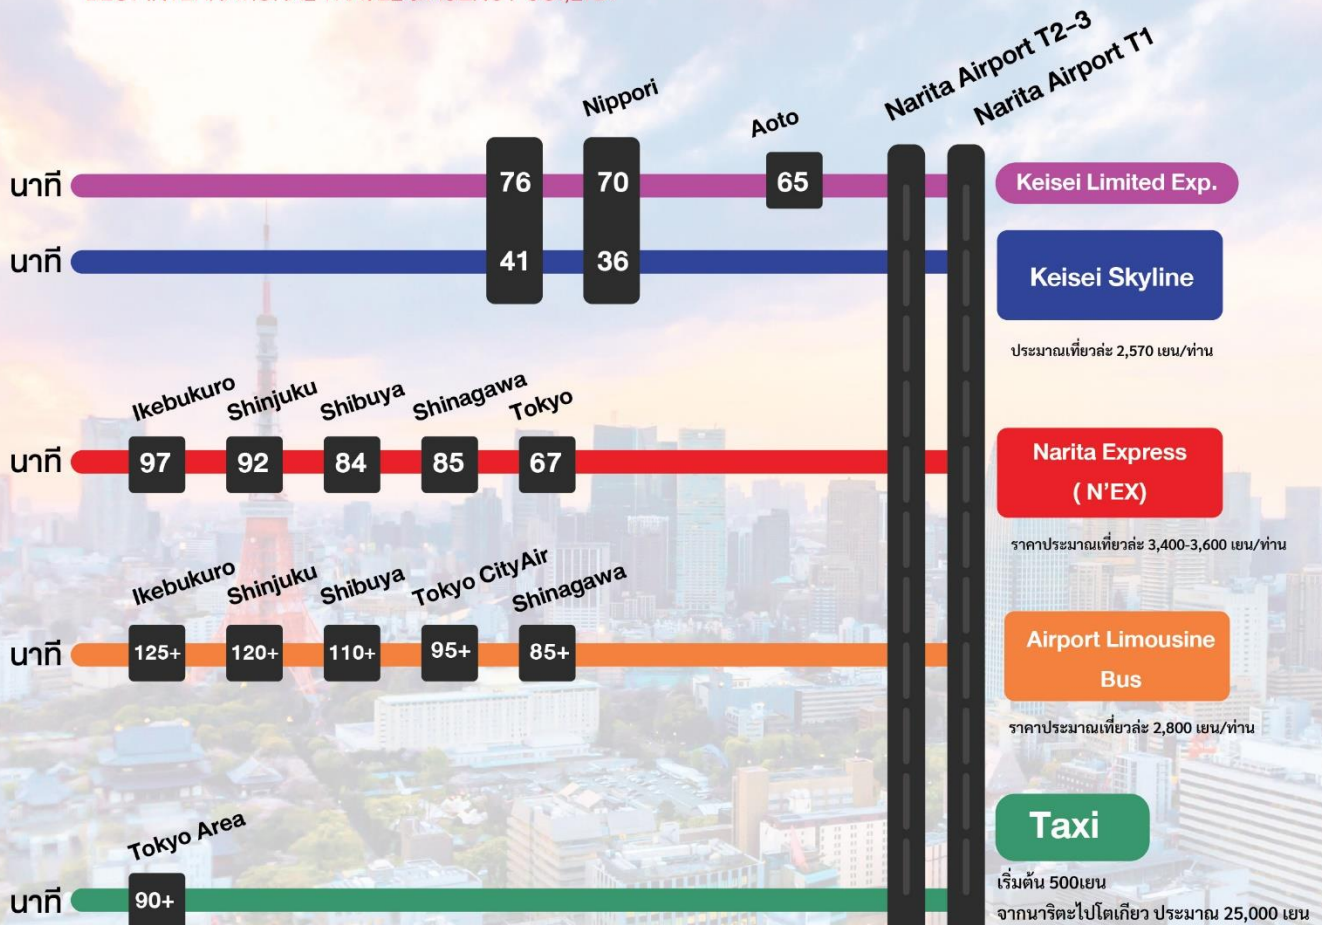 Narita Airport T2-3
Narita Airport T1
Nippori
Aoto
นาที
76
70
65
Keisei Limited Exp.
นาที
41
36
Keisei Skyline
ประมาณเที่ยวล่ะ 2,570 เยน/ท่าน
Ikebukuro
Shinjuku
Shibuya
Shinagawa
Tokyo
นาที
97
92
84
85
67
Narita Express
( N'EX)
ราคาประมาณเที่ยวละ 3,400-3,600 เยน/ท่าน
Ikebukuro
Shinjuku
Shibuya
Tokyo CityAir
Shinagawa
นาที
125+
120+
110+
95+
85+
Airport Limousine
Bus
ราคาประมาณเที่ยวละ 2,800 เยน/ท่าน
Tokyo Area
นาที
90+
Taxi
เริ่มต้น 500เยน
จากนาริตะไปโตเกียว ประมาณ 25,000 เยน